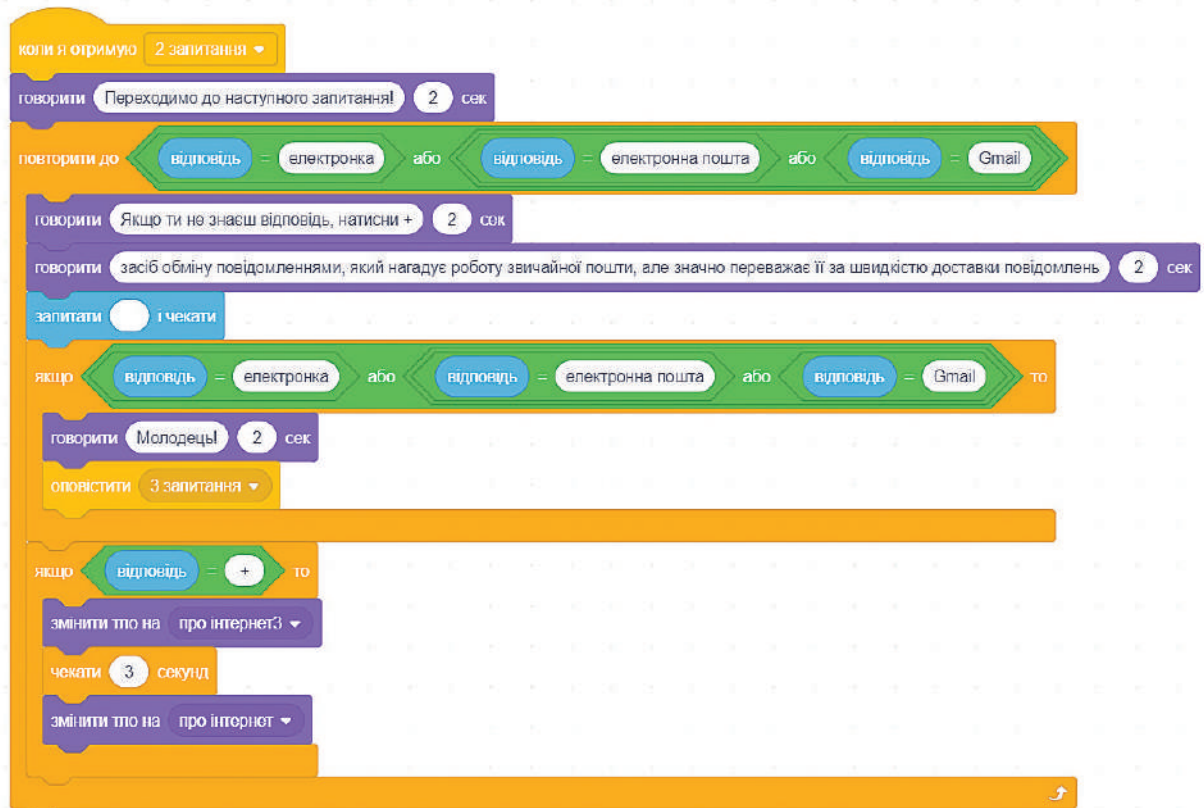 коли я отримую 2 запитання
говорити Переходимо до наступного запитання! 2 сек
повторити до відповідь = електронка або відповідь = електронна пошта або відповідь = Gmail
говорити Якщо ти не знаєш відповідь, натисни + 2 сек
говорити засіб обміну повідомленнями, який нагадує роботу звичайної пошти, але значно переважає її за швидкістю доставки повідомлень 2 сек
запитати і чекати
якщо відповідь = електронка або відповідь = електронна пошта або відповідь = Gmail то
говорити Молодець! 2 сек
оповістити 3 запитання
якщо відповідь = + то
змінити тло на про інтернет3
чекати 3 секунд
змінити тло на про інтернет